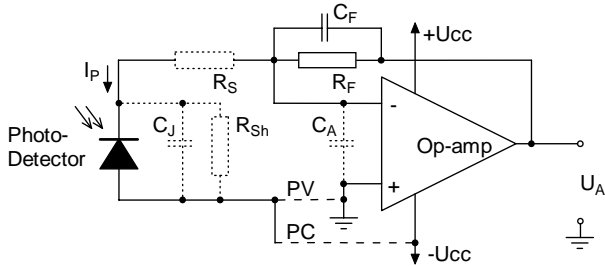 C_F
+Ucc
I_P
R_S
R_F
C_J
R_Sh
C_A
-
Op-amp
Photo-
Detector
+
PV
U_A
PC
-Ucc